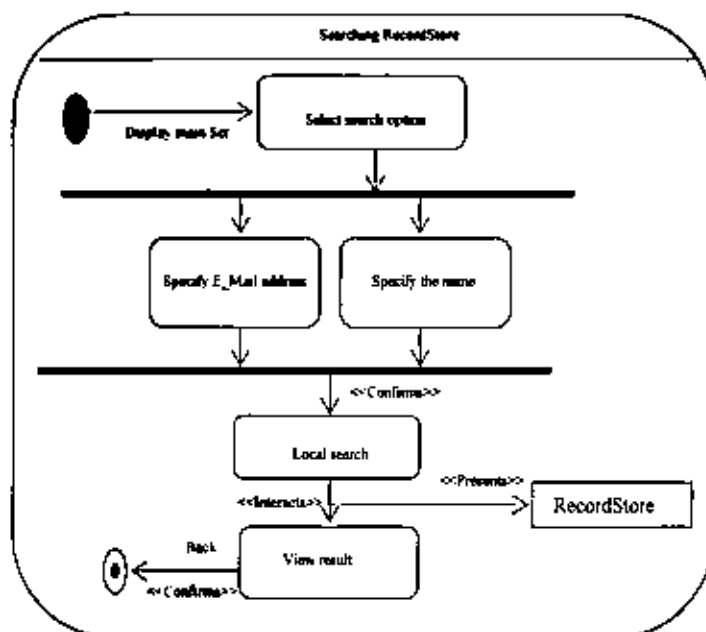 Searching RecordStore
Select search option
Display main Scr
Specify E_Mail address
Specify the name
<<Confirms>>
Local search
<<Presents>>
<<Interacts>>
RecordStore
Back
View result
<<Confirms>>